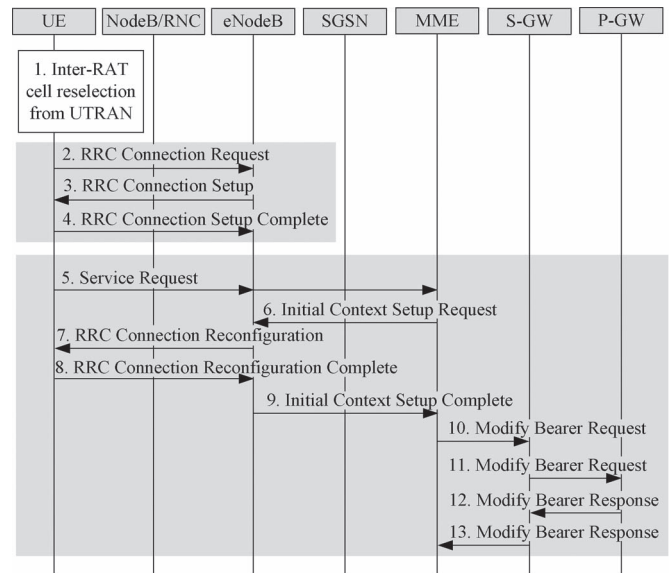 UE NodeB/RNC eNodeB SGSN MME S-GW P-GW
1. Inter-RAT
cell reselection
from UTRAN
2. RRC Connection Request
3. RRC Connection Setup
4. RRC Connection Setup Complete
5. Service Request
6. Initial Context Setup Request
7. RRC Connection Reconfiguration
8. RRC Connection Reconfiguration Complete
9. Initial Context Setup Complete
10. Modify Bearer Request
11. Modify Bearer Request
12. Modify Bearer Response
13. Modify Bearer Response